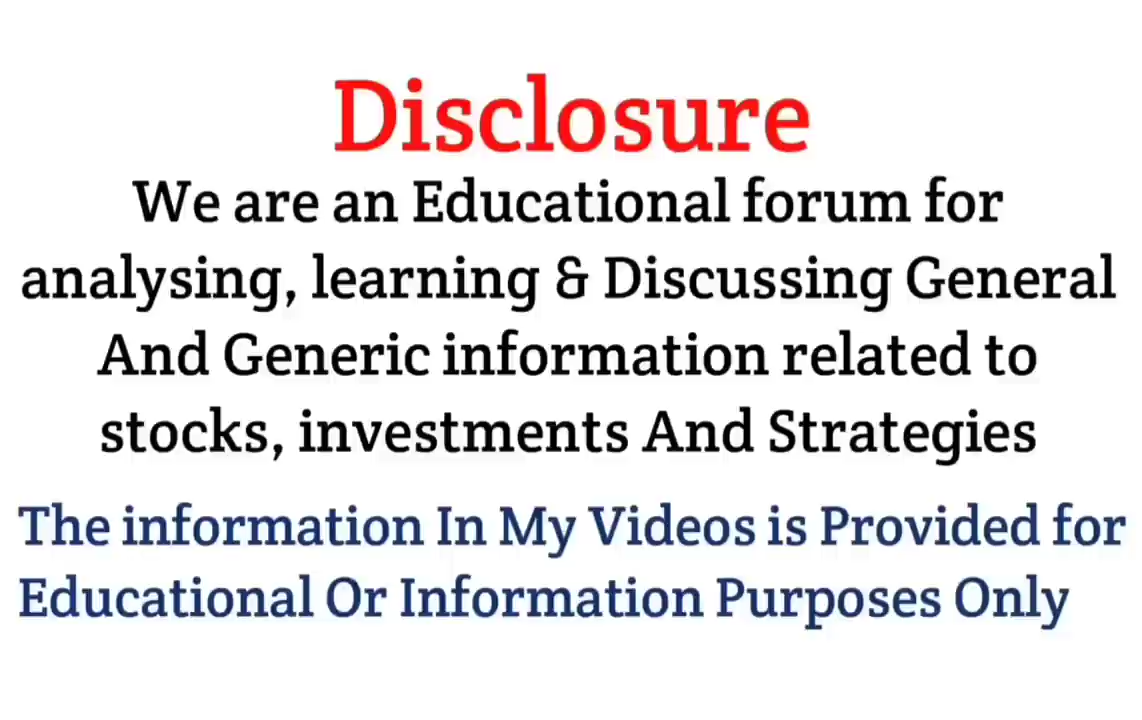 Disclosure
We are an Educational forum for
analysing, learning & Discussing General
And Generic information related to
stocks, investments And Strategies
The information In My Videos is Provided for
Educational Or Information Purposes Only